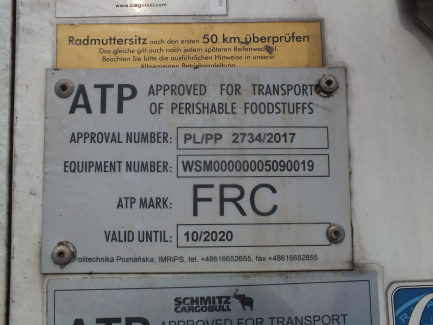 www.cargobull.com
Radmuttersitz nach den ersten 50 km überprüfen
Das gleiche gilt auch nach jedem späteren Reifenwechsel.
Beachten Sie bitte die ausführlichen Hinweise in unserer
Allgemeinen Betriebsanleitung
ATP APPROVED FOR TRANSPORT
OF PERISHABLE FOODSTUFFS
APPROVAL NUMBER: PL/PP 2734/2017
EQUIPMENT NUMBER: WSM00000005090019
ATP MARK: FRC
VALID UNTIL: 10/2020
Politechnika Poznańska, IMRiPS, tel. +48616652655, fax +48616652855
SCHMITZ
CARGOBULL
ATP APPROVED FOR TRANSPORT